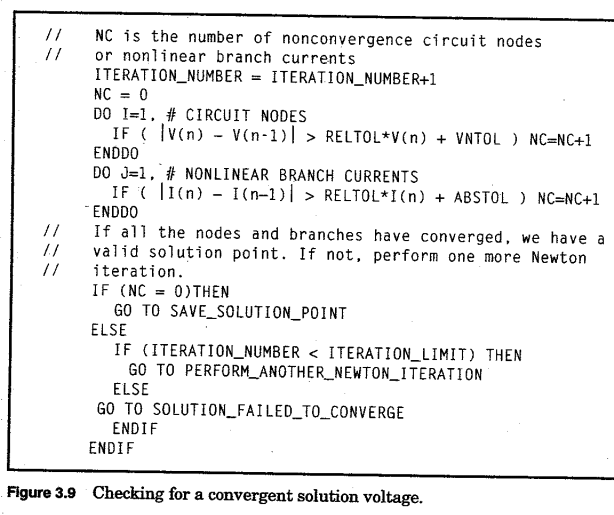 // NC is the number of nonconvergence circuit nodes
// or nonlinear branch currents
ITERATION_NUMBER = ITERATION_NUMBER+1
NC = 0
DO I=1, # CIRCUIT NODES
IF ( |V(n) - V(n-1)| > RELTOL*V(n) + VNTOL ) NC=NC+1
ENDDO
DO J=1, # NONLINEAR BRANCH CURRENTS
IF ( |I(n) - I(n-1)| > RELTOL*I(n) + ABSTOL ) NC=NC+1
ENDDO
// If all the nodes and branches have converged, we have a
// valid solution point. If not, perform one more Newton
// iteration.
IF (NC = 0)THEN
GO TO SAVE_SOLUTION_POINT
ELSE
IF (ITERATION_NUMBER < ITERATION_LIMIT) THEN
GO TO PERFORM_ANOTHER_NEWTON_ITERATION
ELSE
GO TO SOLUTION_FAILED_TO_CONVERGE
ENDIF
ENDIF
Figure 3.9 Checking for a convergent solution voltage.